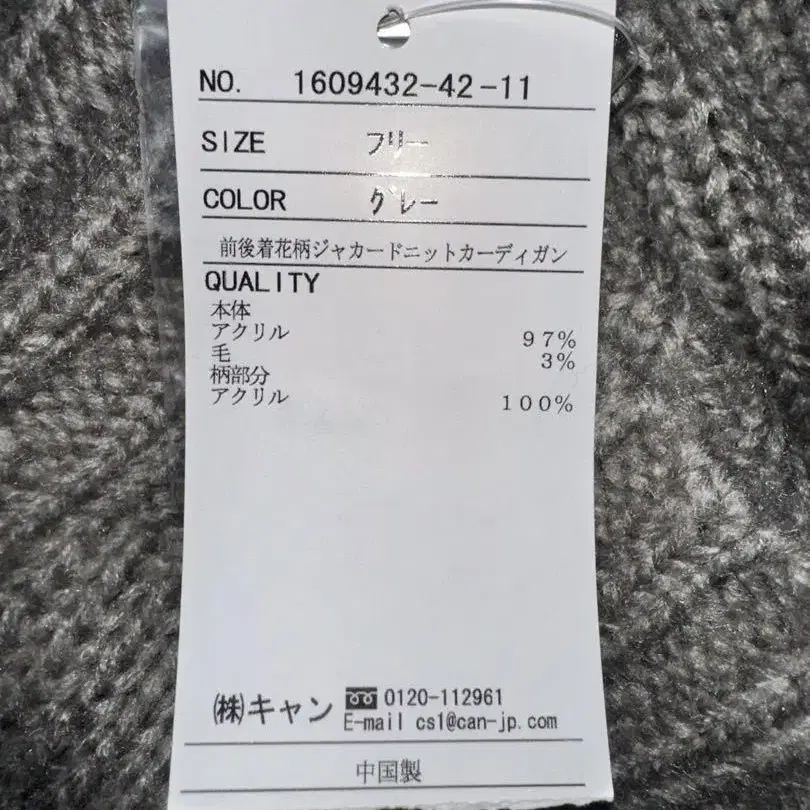 NO. 1609432-42-11
SIZE フリー
COLOR グレー
前後着花柄ジャカードニットカーディガン
QUALITY
本体
アクリル 97%
毛 3%
柄部分
アクリル 100%
㈱キャン 0120-112961
E-mail cs1@can-jp.com
中国製